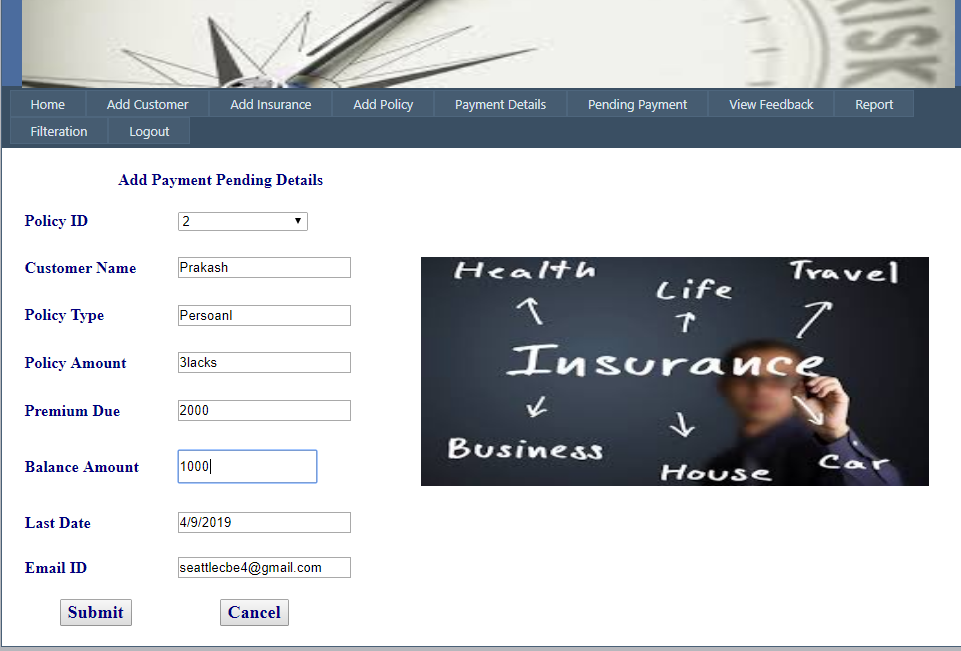 RISK
Home Add Customer Add Insurance Add Policy Payment Details Pending Payment View Feedback Report
Filteration Logout
Add Payment Pending Details
Policy ID 2
Customer Name Prakash
Policy Type Persoanl
Policy Amount 3lacks
Premium Due 2000
Balance Amount 1000
Last Date 4/9/2019
Email ID seattlecbe4@gmail.com
Submit Cancel
Health Life Travel
Insurance
Business House Car